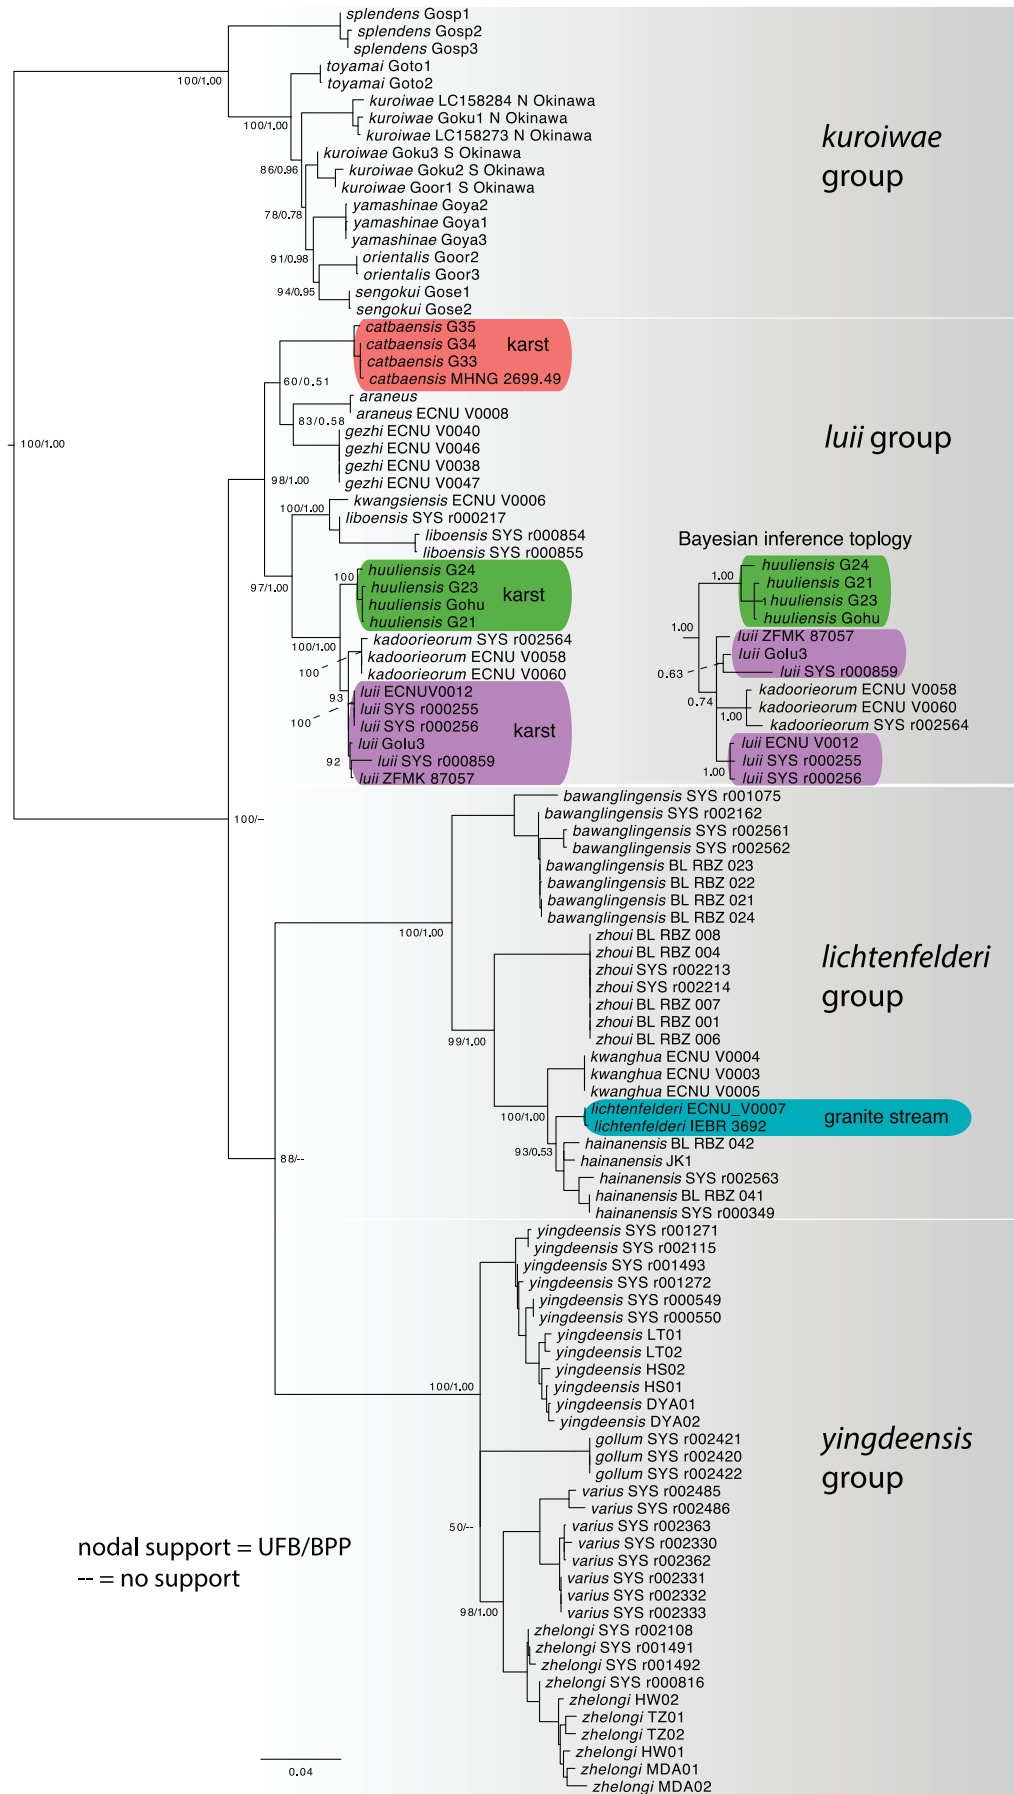 splendens Gosp1
splendens Gosp2
splendens Gosp3
toyamai Goto1
100/1.00
toyamai Goto2
kuroiwae LC158284 N Okinawa
kuroiwae Goku1 N Okinawa
100/1.00
kuroiwae LC158273 N Okinawa
kuroiwae Goku3 S Okinawa
86/0.96
kuroiwae Goku2 S Okinawa
kuroiwae Goor1 S Okinawa
yamashinae Goya2
78/0.78
yamashinae Goya1
yamashinae Goya3
91/0.98
orientalis Goor2
orientalis Goor3
94/0.95
sengokui Gose1
sengokui Gose2
kuroiwae
group
catbaensis G35
catbaensis G34
karst
catbaensis G33
catbaensis MHNG 2699.49
60/0.51
araneus
araneus ECNU V0008
83/0.58
gezhi ECNU V0040
100/1.00
gezhi ECNU V0046
gezhi ECNU V0038
98/1.00
gezhi ECNU V0047
luii group
kwangsiensis ECNU V0006
100/1.00
liboensis SYS r000217
liboensis SYS r000854
liboensis SYS r000855
huuliensis G24
100
huuliensis G23
97/1.00
huuliensis Gohu
karst
huuliensis G21
kadoorieorum SYS r002564
100/1.00
kadoorieorum ECNU V0058
100
kadoorieorum ECNU V0060
luii ECNUV0012
93
luii SYS r000255
100
luii SYS r000256
karst
luii Golu3
92
luii SYS r000859
luii ZFMK 87057
Bayesian inference toplogy
huuliensis G24
1.00
huuliensis G21
huuliensis G23
huuliensis Gohu
1.00
luii ZFMK 87057
luii Golu3
0.63
luii SYS r000859
kadoorieorum ECNU V0058
0.74
kadoorieorum ECNU V0060
1.00
kadoorieorum SYS r002564
luii ECNU V0012
luii SYS r000255
1.00
luii SYS r000256
bawanglingensis SYS r001075
bawanglingensis SYS r002162
100/--
bawanglingensis SYS r002561
bawanglingensis SYS r002562
bawanglingensis BL RBZ 023
bawanglingensis BL RBZ 022
bawanglingensis BL RBZ 021
bawanglingensis BL RBZ 024
100/1.00
zhoui BL RBZ 008
zhoui BL RBZ 004
zhoui SYS r002213
zhoui SYS r002214
zhoui BL RBZ 007
zhoui BL RBZ 001
zhoui BL RBZ 006
99/1.00
lichtenfelderi
group
kwanghua ECNU V0004
kwanghua ECNU V0003
kwanghua ECNU V0005
100/1.00
lichtenfelderi ECNU_V0007
granite stream
lichtenfelderi IEBR 3692
hainanensis BL RBZ 042
93/0.53
hainanensis JK1
88/--
hainanensis SYS r002563
hainanensis BL RBZ 041
hainanensis SYS r000349
yingdeensis SYS r001271
yingdeensis SYS r002115
yingdeensis SYS r001493
yingdeensis SYS r001272
yingdeensis SYS r000549
yingdeensis SYS r000550
yingdeensis LT01
yingdeensis LT02
yingdeensis HS02
100/1.00
yingdeensis HS01
yingdeensis DYA01
yingdeensis DYA02
gollum SYS r002421
gollum SYS r002420
gollum SYS r002422
yingdeensis
group
varius SYS r002485
varius SYS r002486
50/--
varius SYS r002363
varius SYS r002330
varius SYS r002362
varius SYS r002331
varius SYS r002332
98/1.00
varius SYS r002333
zhelongi SYS r002108
zhelongi SYS r001491
zhelongi SYS r001492
zhelongi SYS r000816
zhelongi HW02
zhelongi TZ01
zhelongi TZ02
zhelongi HW01
zhelongi MDA01
zhelongi MDA02
nodal support = UFB/BPP
-- = no support
0.04